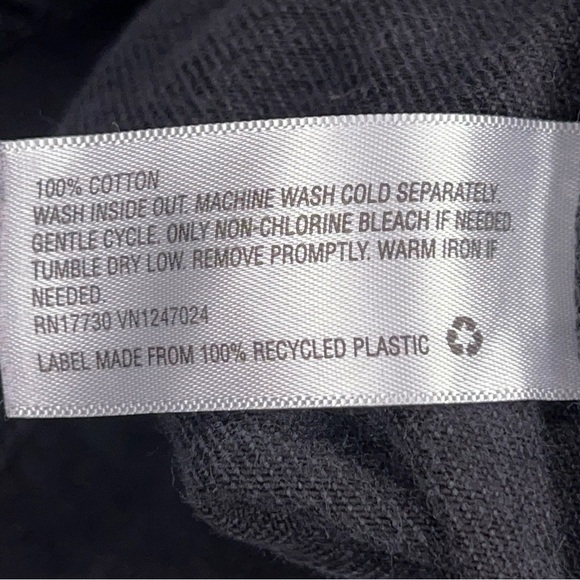 100% COTTON
WASH INSIDE OUT. MACHINE WASH COLD SEPARATELY.
GENTLE CYCLE. ONLY NON-CHLORINE BLEACH IF NEEDED.
TUMBLE DRY LOW. REMOVE PROMPTLY. WARM IRON IF
NEEDED.
RN17730 VN1247024
LABEL MADE FROM 100% RECYCLED PLASTIC